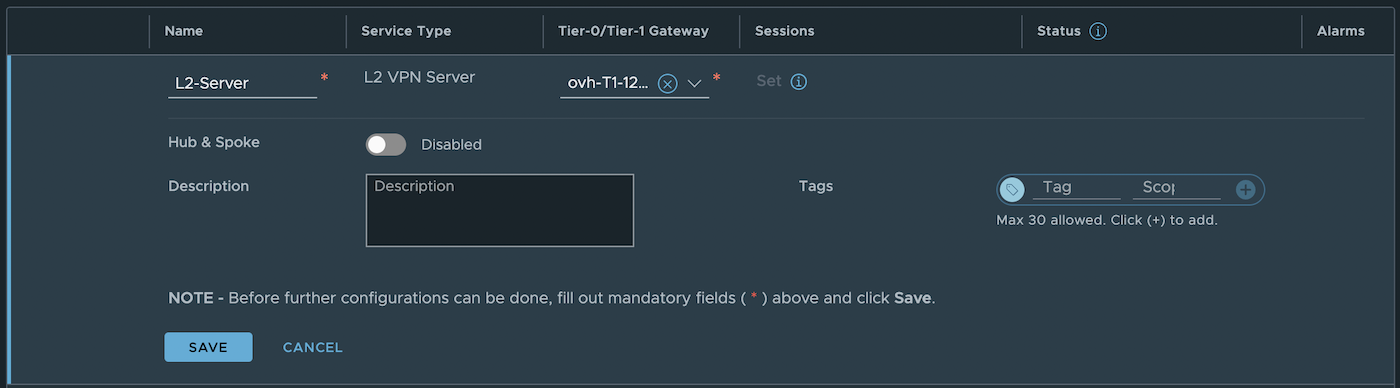 Name Service Type Tier-0/Tier-1 Gateway Sessions Status Alarms
L2-Server * L2 VPN Server ovh-T1-12... * Set
Hub & Spoke Disabled
Description Description Tags Tag Scop
Max 30 allowed. Click (+) to add.
NOTE - Before further configurations can be done, fill out mandatory fields ( * ) above and click Save.
SAVE CANCEL